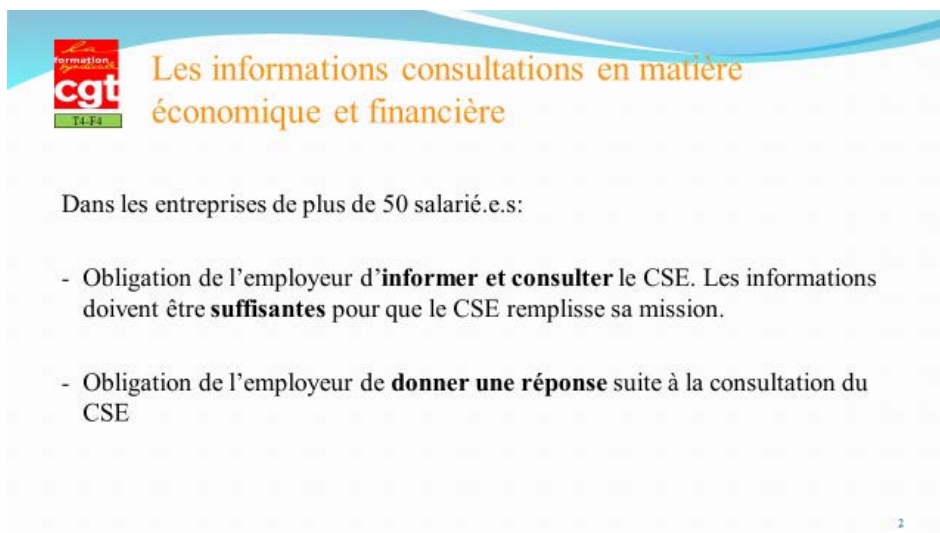 la
formation
syndicale
cgt
T4-F4
Les informations consultations en matière
économique et financière
Dans les entreprises de plus de 50 salarié.e.s:
- Obligation de l’employeur d’informer et consulter le CSE. Les informations
doivent être suffisantes pour que le CSE remplisse sa mission.
- Obligation de l’employeur de donner une réponse suite à la consultation du
CSE
2